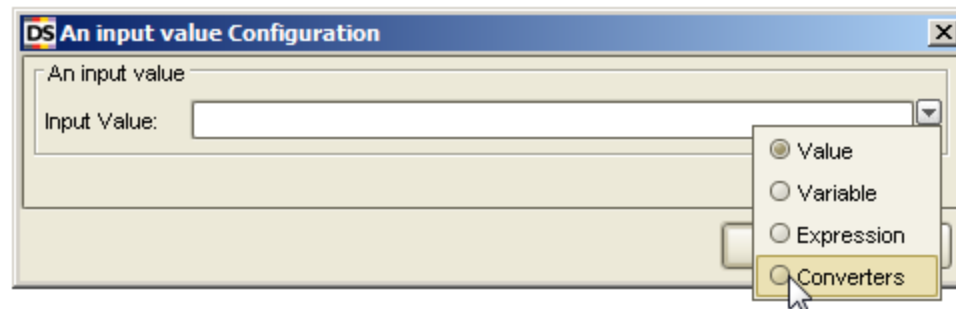 DS An input value Configuration
An input value
Input Value:
Value
Variable
Expression
Converters